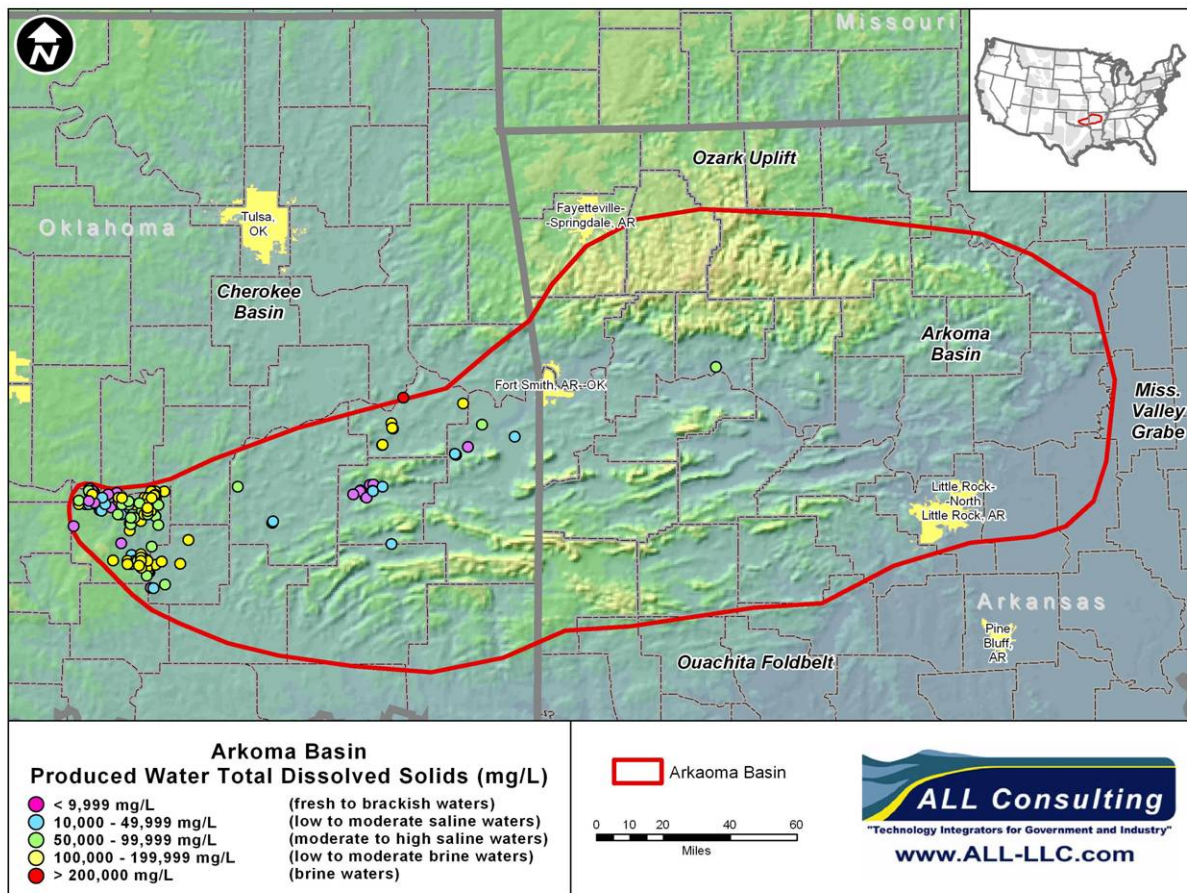 N
Missouri
Ozark Uplift
Oklahoma
Tulsa,
OK
Fayetteville-
-Springdale, AR
Cherokee
Basin
Arkoma
Basin
Fort Smith, AR--OK
Miss.
Valley
Grabe
Little Rock-
-North
Little Rock, AR
Arkansas
Pine
Bluff,
AR
Ouachita Foldbelt
Arkoma Basin
Produced Water Total Dissolved Solids (mg/L)
< 9,999 mg/L (fresh to brackish waters)
10,000 - 49,999 mg/L (low to moderate saline waters)
50,000 - 99,999 mg/L (moderate to high saline waters)
100,000 - 199,999 mg/L (low to moderate brine waters)
> 200,000 mg/L (brine waters)
Arkaoma Basin
0 10 20 40 60
Miles
ALL Consulting
"Technology Integrators for Government and Industry"
www.ALL-LLC.com